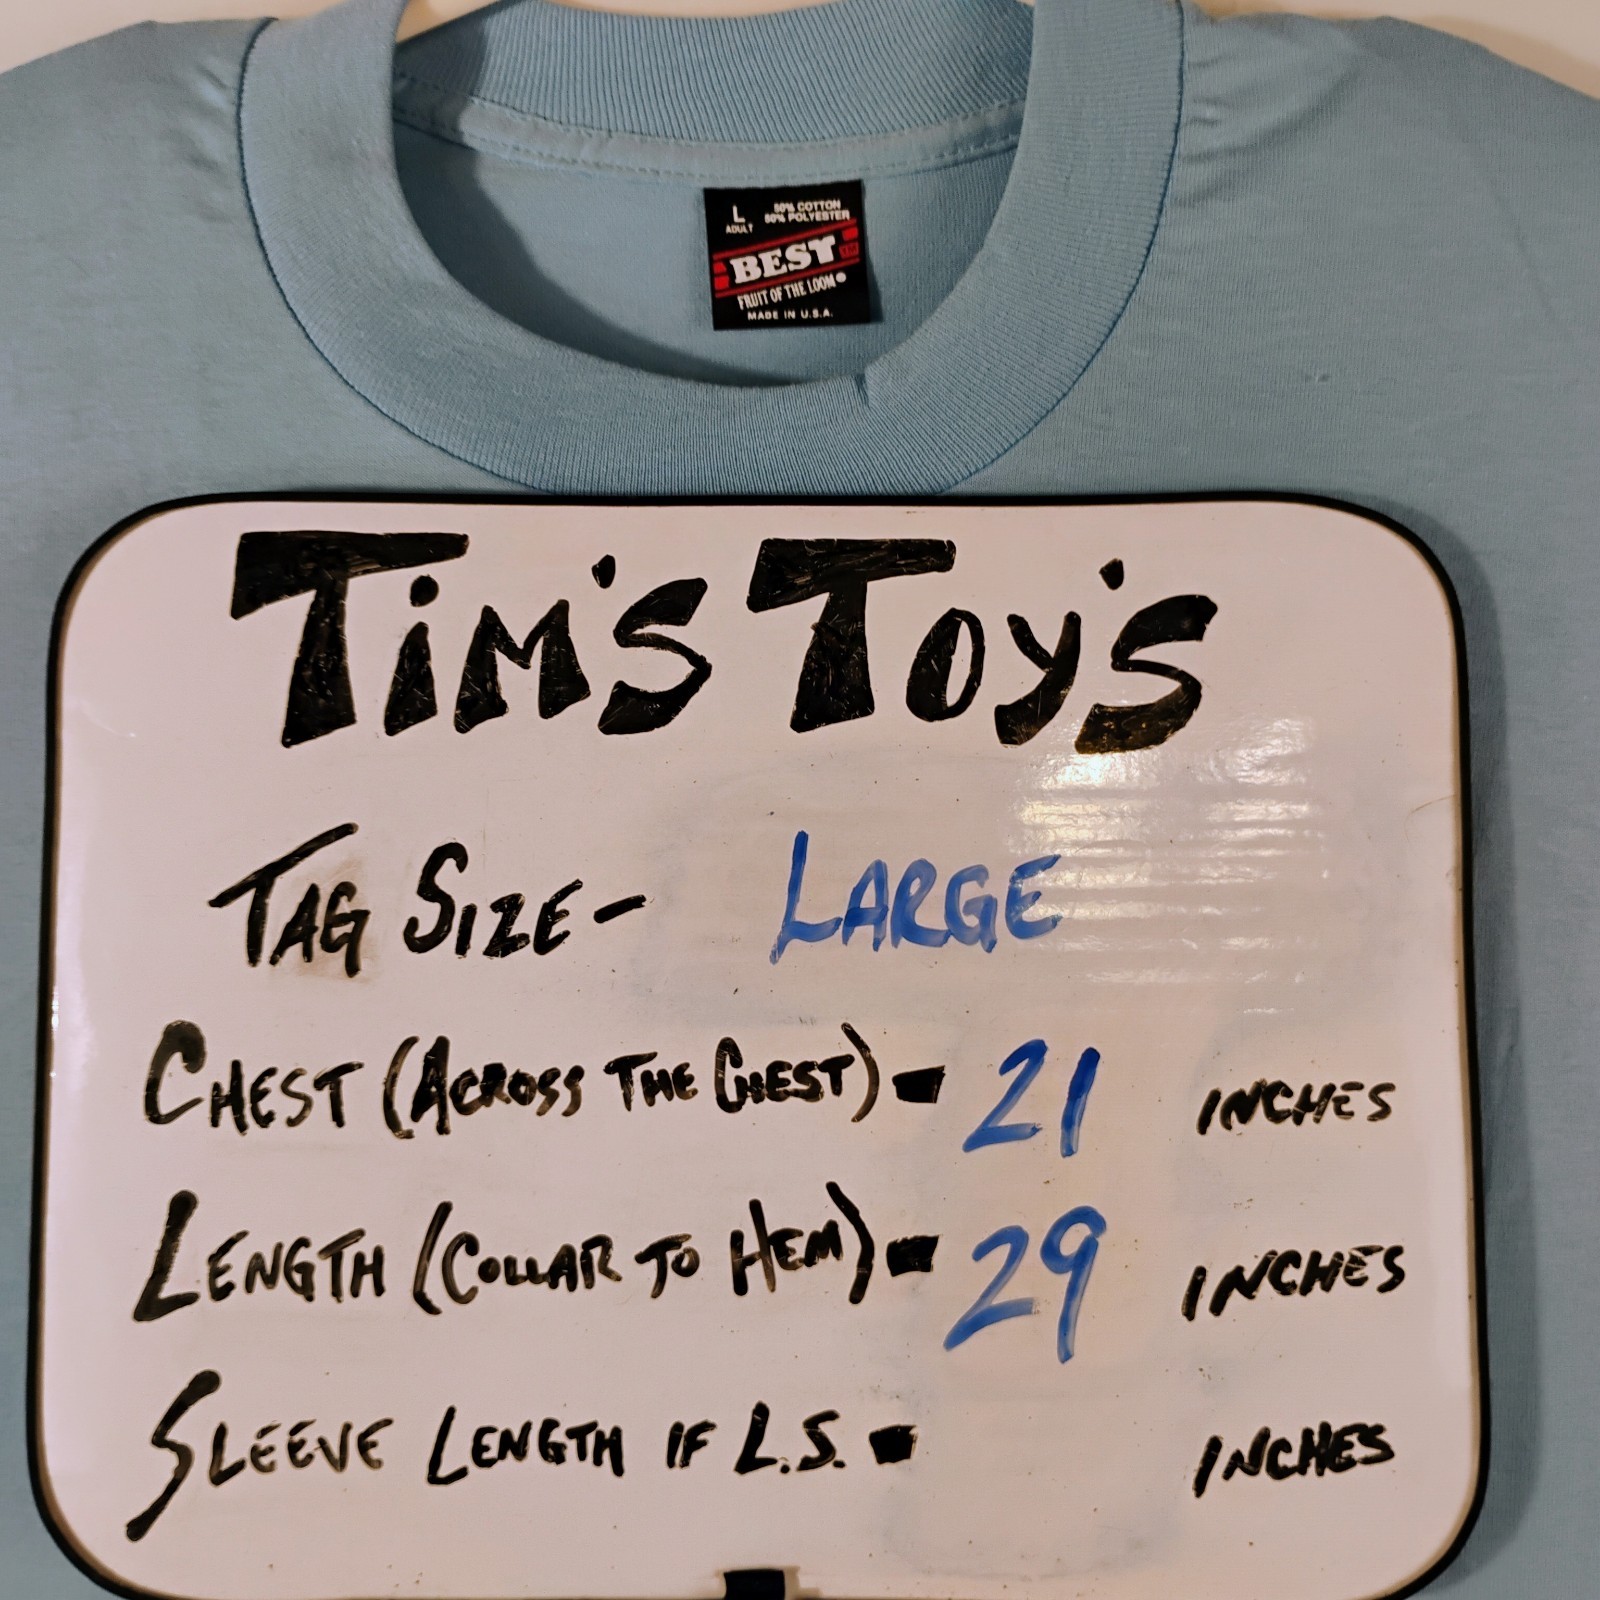 L 50% COTTON
ADULT 50% POLYESTER
BEST TM
FRUIT OF THE LOOM®
MADE IN U.S.A.
TiM'S TOY'S
TAG SIZE- LARGE
CHEST (ACROSS THE CHEST)- 21 INCHES
LENGTH (COLLAR TO HEM)- 29 INCHES
SLEEVE LENGTH IF L.S.- INCHES